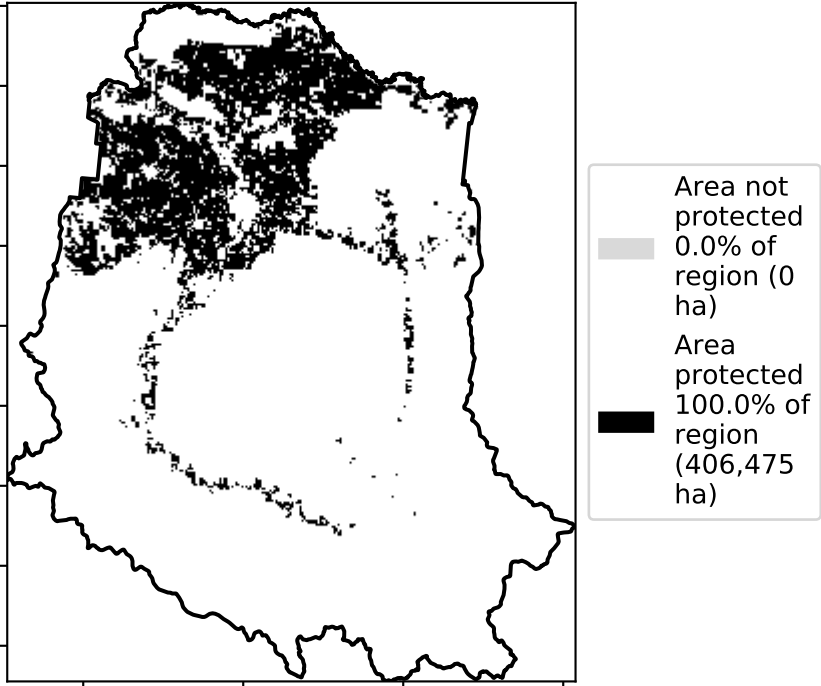 Area not
protected
0.0% of
region (0
ha)
Area
protected
100.0% of
region
(406,475
ha)